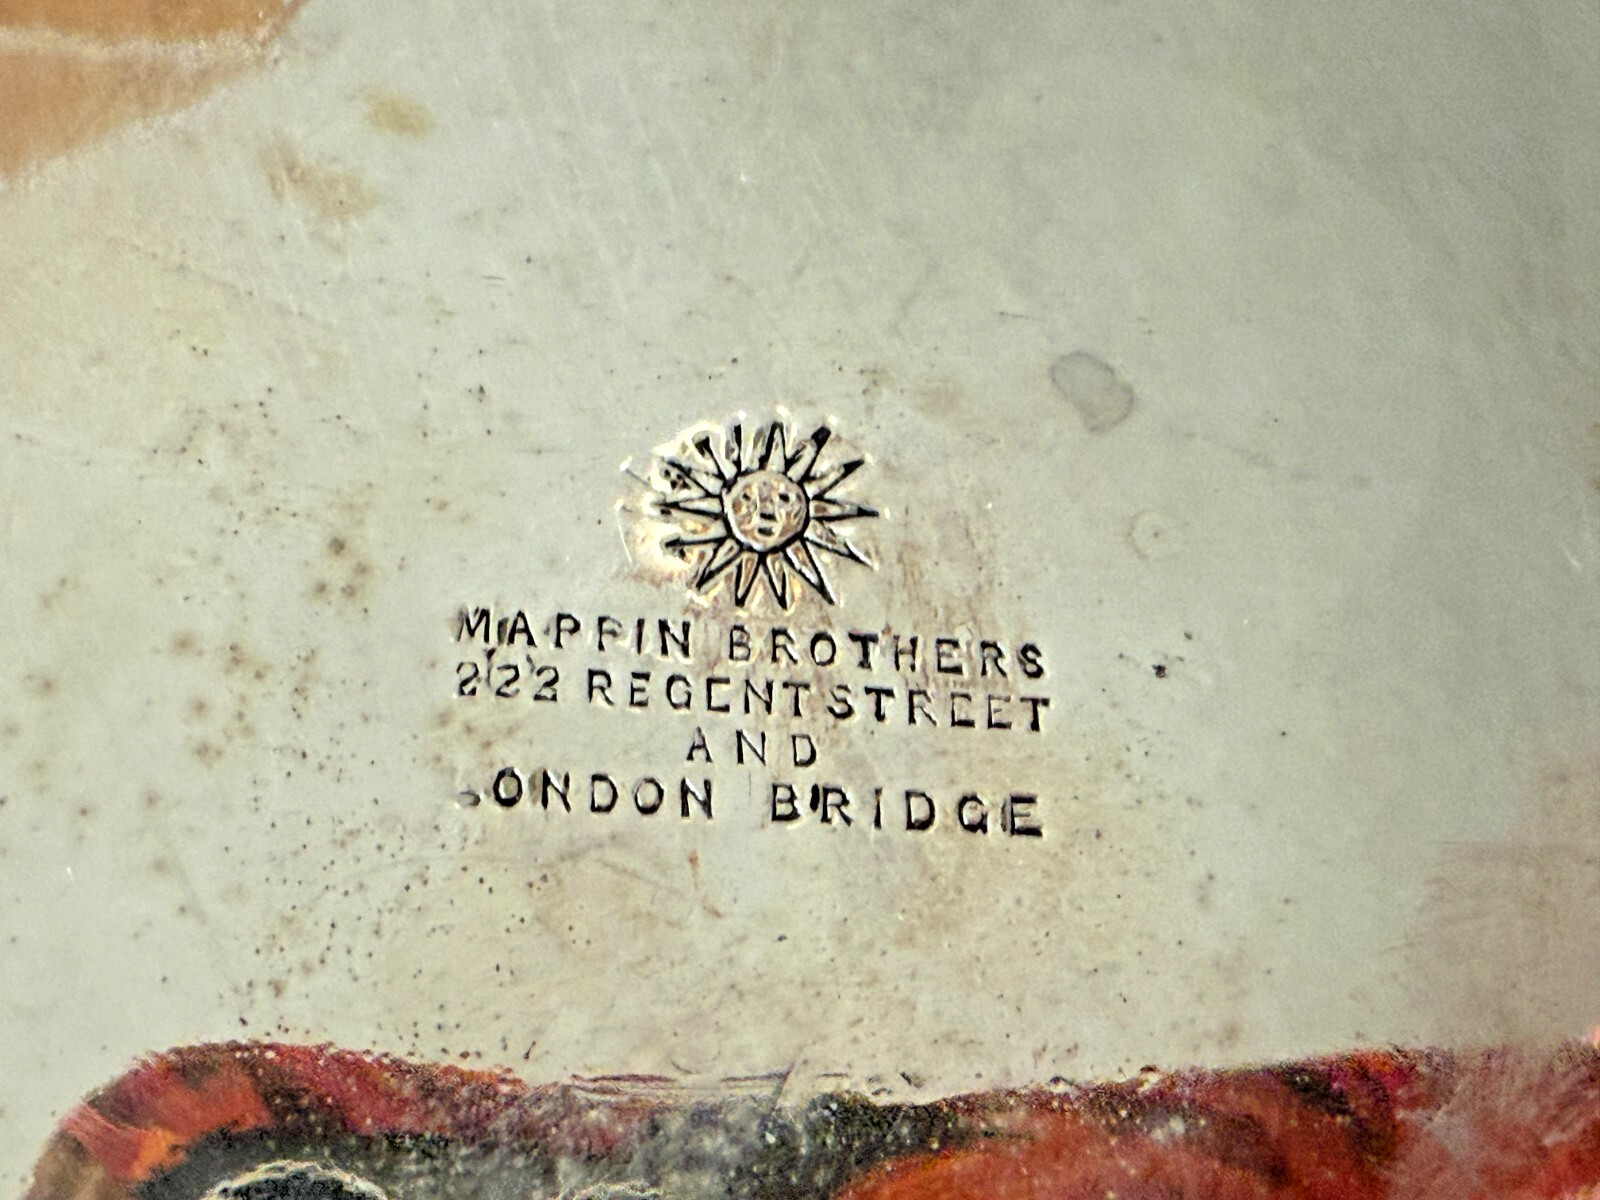 MAPPIN BROTHERS
222 REGENT STREET
AND
LONDON BRIDGE